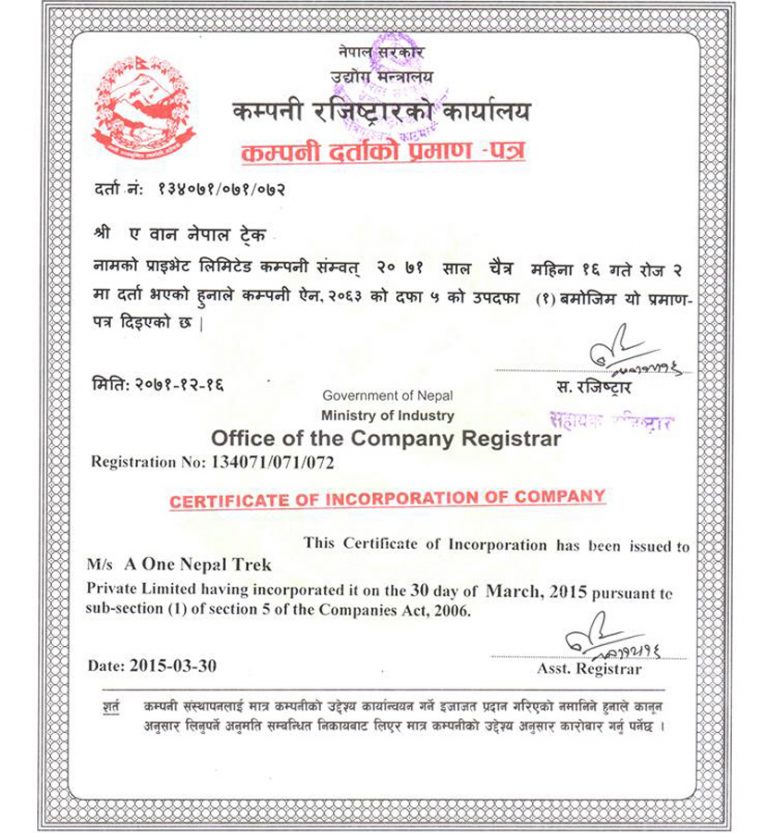 नेपाल सरकार
उद्योग मन्त्रालय
कम्पनी रजिष्ट्रारको कार्यालय
कम्पनी दर्ताको प्रमाण -पत्र
दर्ता नं: १३४०७१/०७१/०७२
श्री ए वान नेपाल ट्रेक
नामको प्राइभेट लिमिटेड कम्पनी संम्वत् २० ७१ साल चैत्र महिना १६ गते रोज २
मा दर्ता भएको हुनाले कम्पनी ऐन, २०६३ को दफा ५ को उपदफा (१) बमोजिम यो प्रमाण-
पत्र दिइएको छ |
मिति: २०७१-१२-१६
स. रजिष्ट्रार
सहायक रजिष्ट्रार
Government of Nepal
Ministry of Industry
Office of the Company Registrar
Registration No: 134071/071/072
CERTIFICATE OF INCORPORATION OF COMPANY
This Certificate of Incorporation has been issued to
M/s A One Nepal Trek
Private Limited having incorporated it on the 30 day of March, 2015 pursuant to
sub-section (1) of section 5 of the Companies Act, 2006.
Date: 2015-03-30
Asst. Registrar
शर्त कम्पनी संस्थापनलाई मात्र कम्पनीको उद्देश्य कार्यान्वयन गर्ने इजाजत प्रदान गरिएको नमानिने हुनाले कानून
अनुसार लिनुपर्ने अनुमति सम्बन्धित निकायबाट लिएर मात्र कम्पनीको उद्देश्य अनुसार कारोबार गर्नु पर्नेछ ।